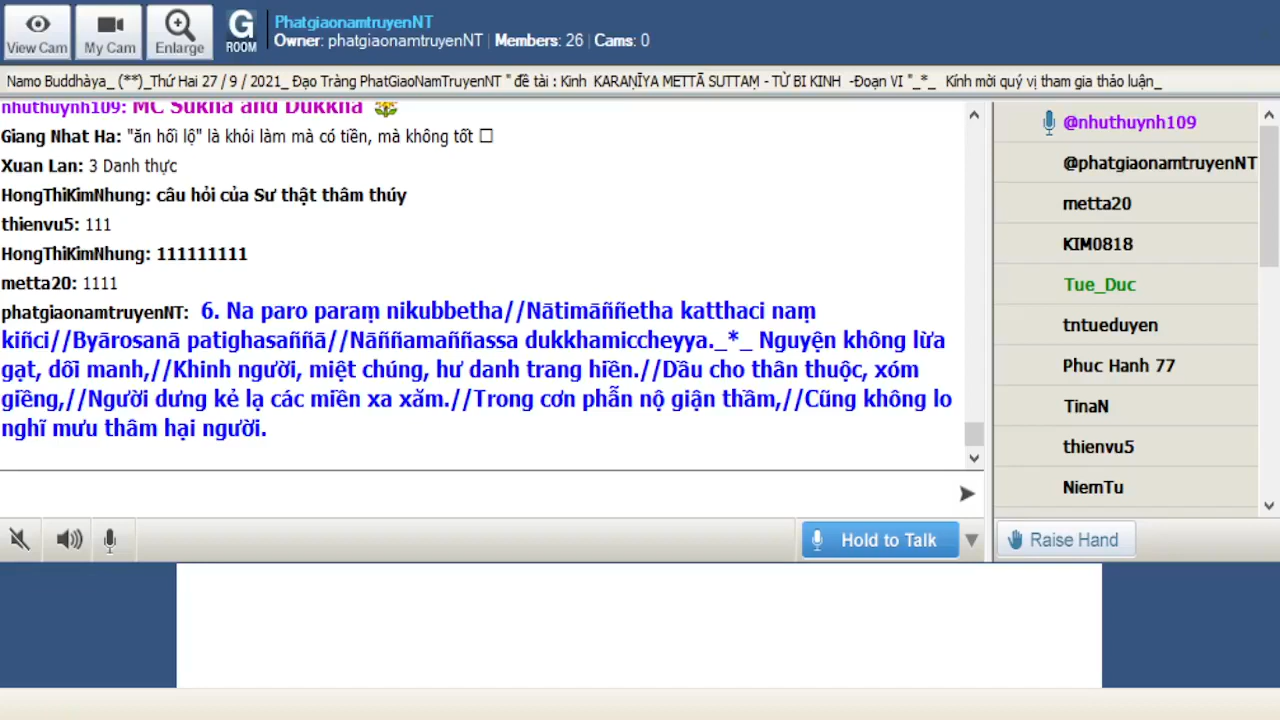 View Cam
My Cam
Enlarge
G
ROOM
PhatgiaonamtruyenNT
Owner: phatgiaonamtruyenNT | Members: 26 | Cams: 0
Namo Buddhàya_ (**)_Thứ Hai 27 / 9 / 2021_ Đạo Tràng PhatGiaoNamTruyenNT " đề tài : Kinh KARAṆĪYA METTĀ SUTTAṂ - TỪ BI KINH -Đoạn VI "_*_ Kính mời quý vị tham gia thảo luận_
nhuthuynh109: MC Sukha and Dukkha
Giang Nhat Ha: "ăn hối lộ" là khỏi làm mà có tiền, mà không tốt □
Xuan Lan: 3 Danh thực
HongThiKimNhung: câu hỏi của Sư thật thâm thúy
thienvu5: 111
HongThiKimNhung: 111111111
metta20: 1111
phatgiaonamtruyenNT: 6. Na paro paraṃ nikubbetha//Nātimāññetha katthaci naṃ
kiñci//Byārosanā patighasaññā//Nāññamaññassa dukkhamiccheyya._*_ Nguyện không lừa
gạt, dối manh,//Khinh người, miệt chúng, hư danh trang hiền.//Dầu cho thân thuộc, xóm
giềng,//Người dưng kẻ lạ các miền xa xăm.//Trong cơn phẫn nộ giận thầm,//Cũng không lo
nghĩ mưu thâm hại người.
@nhuthuynh109
@phatgiaonamtruyenNT
metta20
KIM0818
Tue_Duc
tntueduyen
Phuc Hanh 77
TinaN
thienvu5
NiemTu
Hold to Talk
Raise Hand